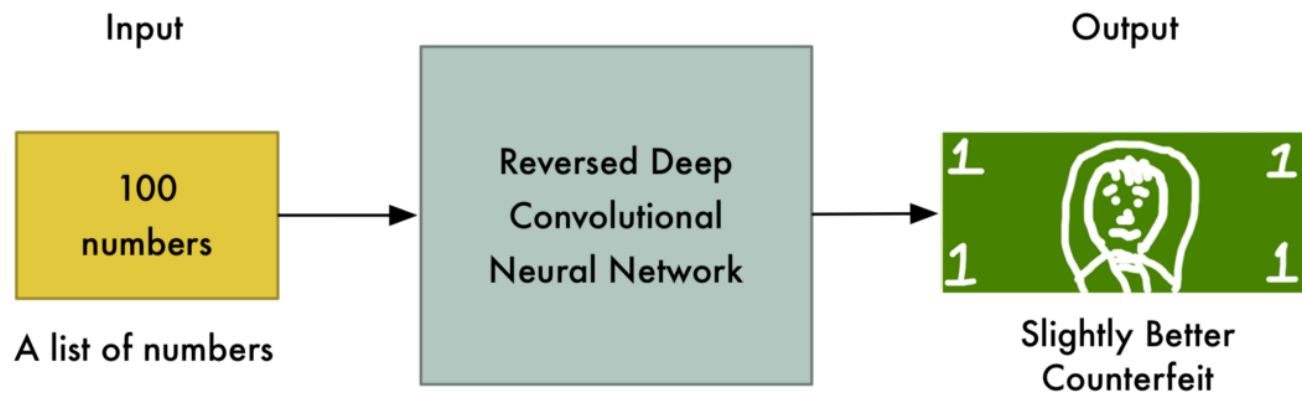 Input
Output
100
numbers
Reversed Deep
Convolutional
Neural Network
1 1
1 1
A list of numbers
Slightly Better
Counterfeit